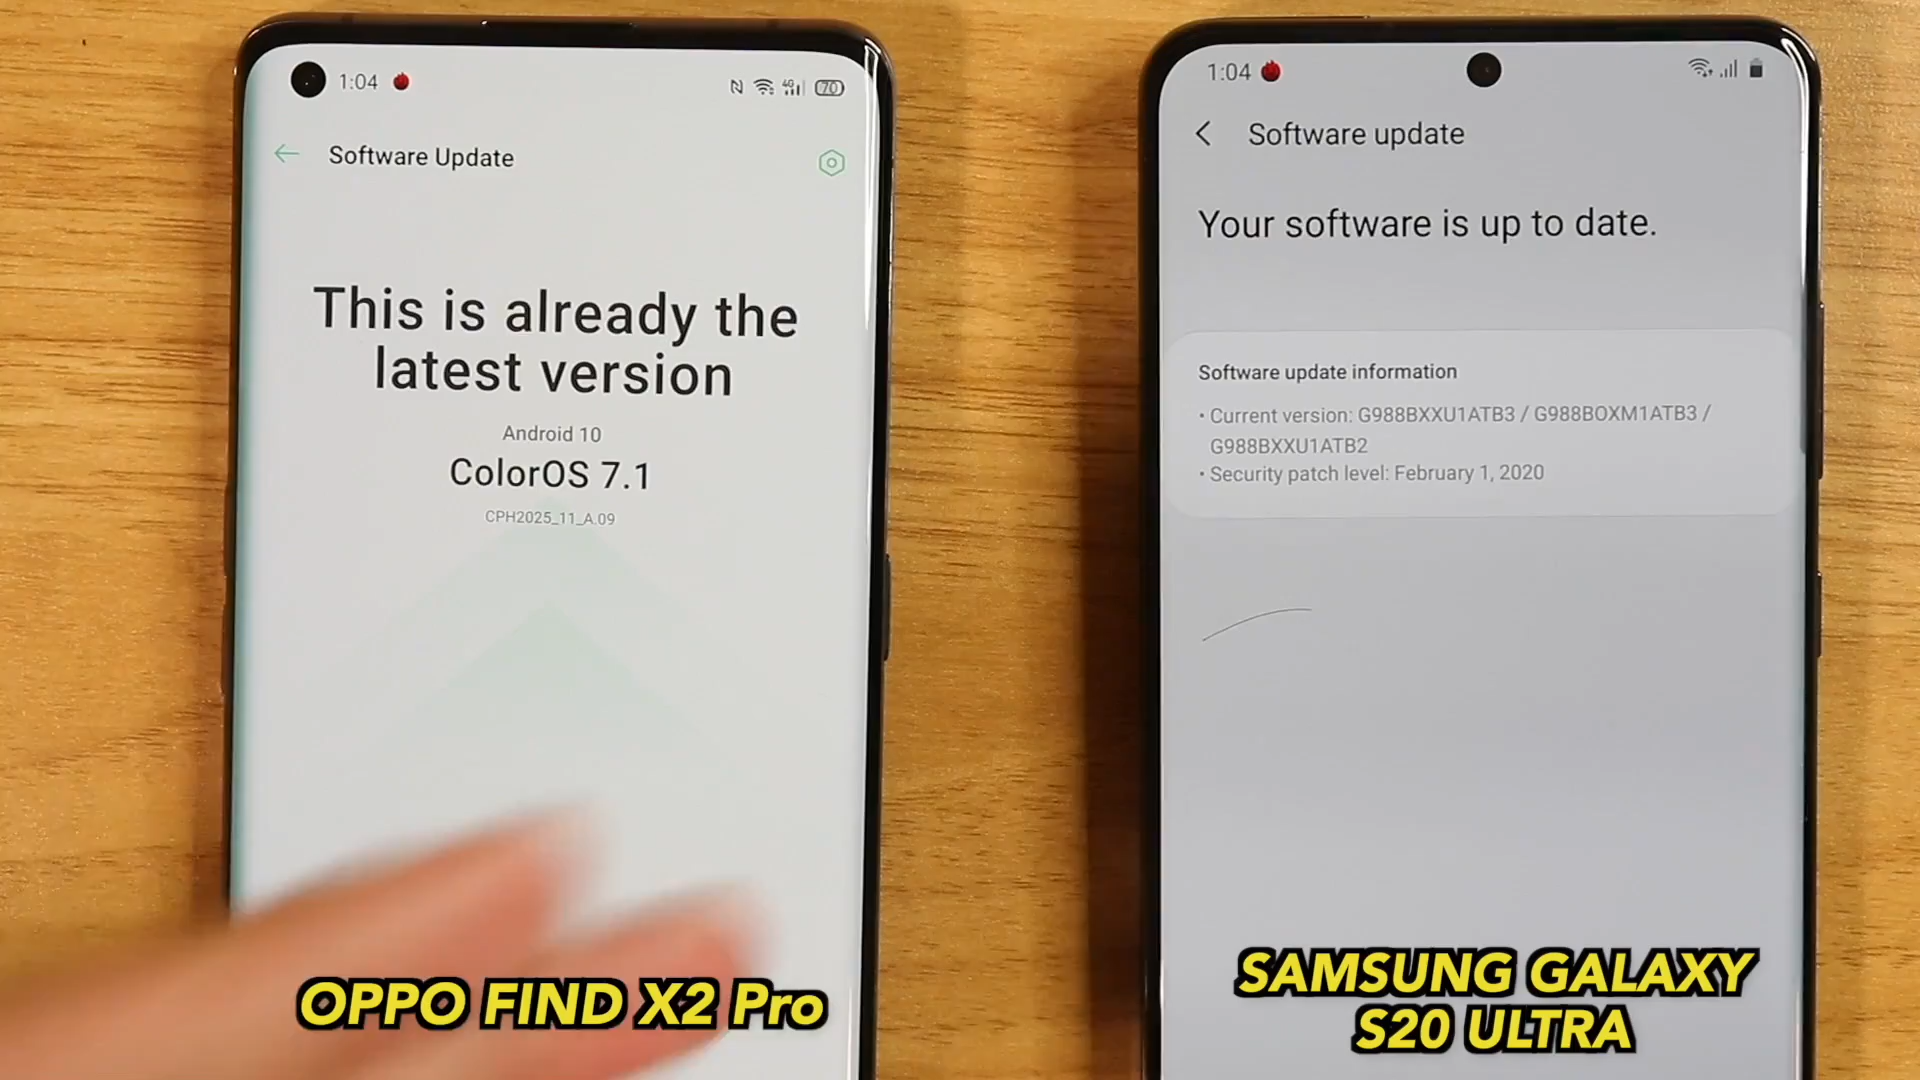 1:04
70
Software Update
This is already the
latest version
Android 10
ColorOS 7.1
CPH2025_11_A.09
OPPO FIND X2 Pro
1:04
Software update
Your software is up to date.
Software update information
• Current version: G988BXXU1ATB3 / G988BOXM1ATB3 /
G988BXXU1ATB2
• Security patch level: February 1, 2020
SAMSUNG GALAXY
S20 ULTRA